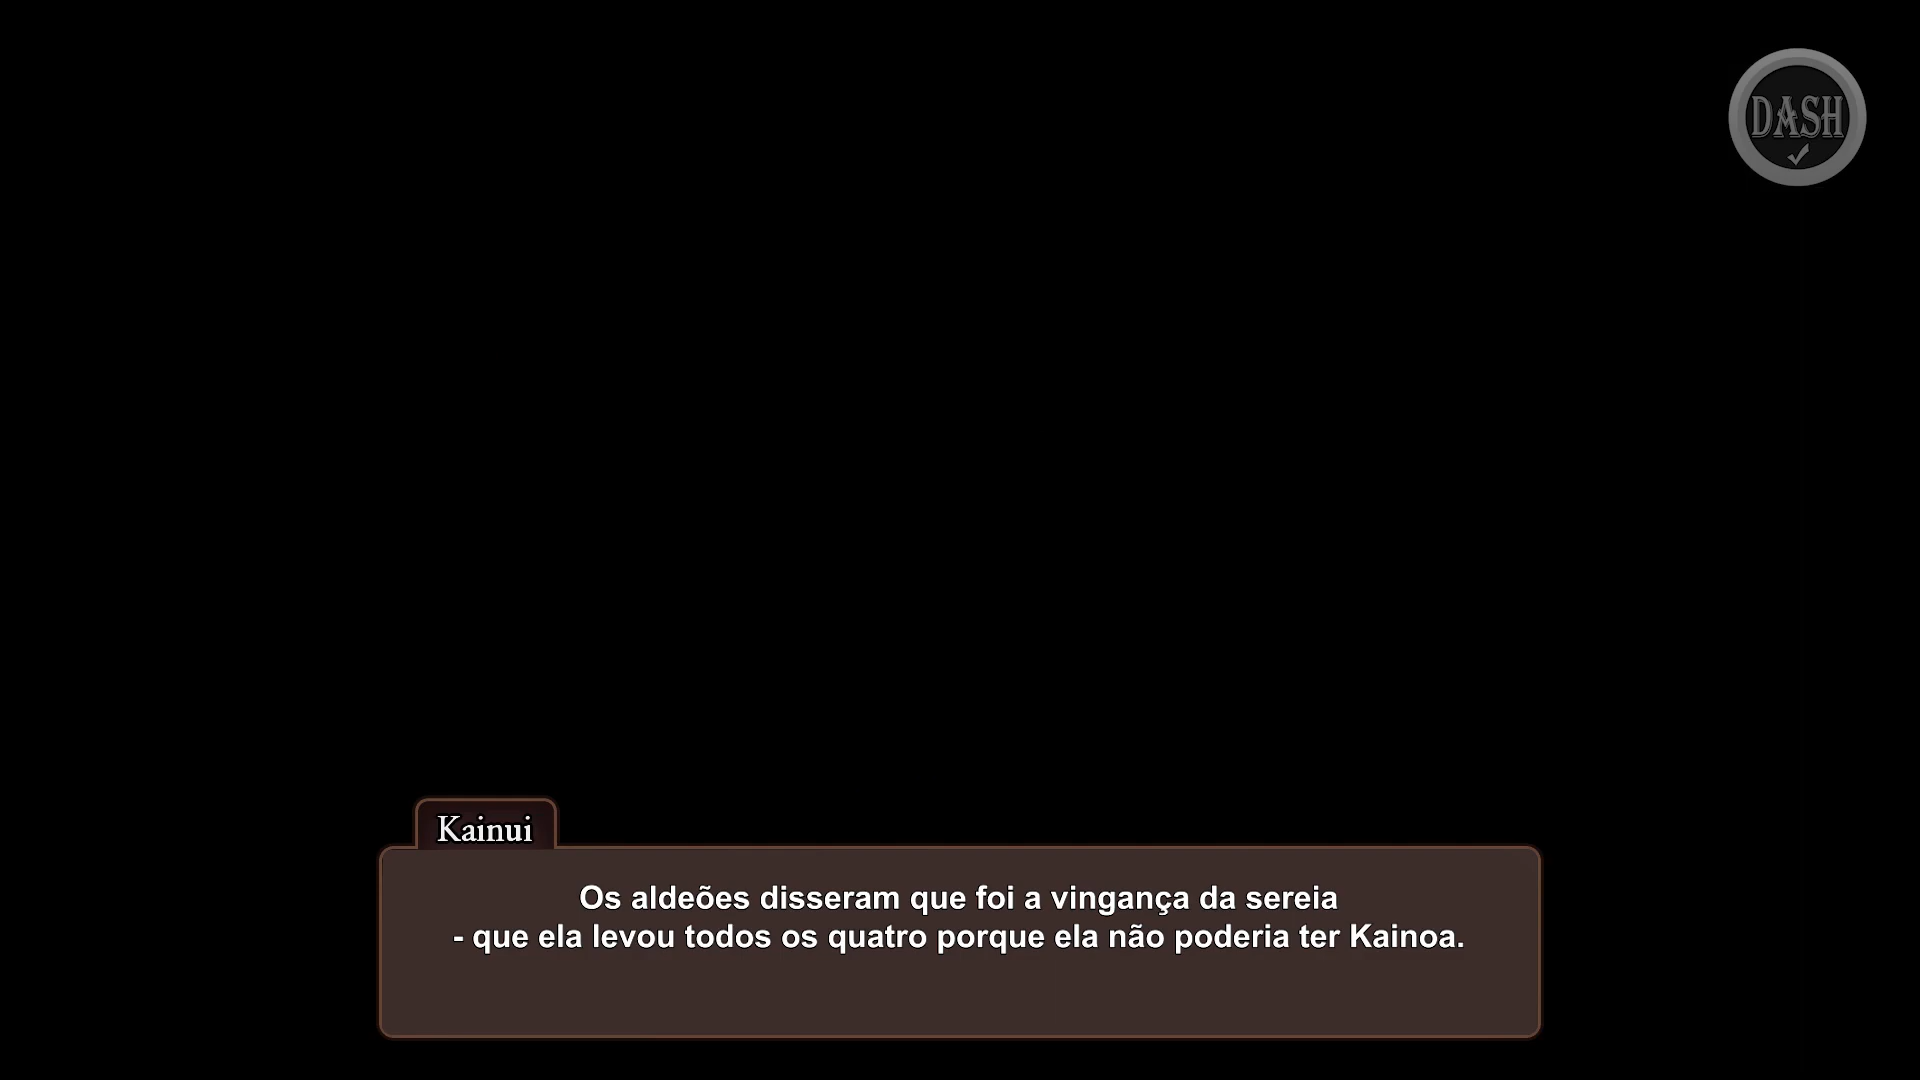 DASH
Kainui
Os aldeões disseram que foi a vingança da sereia
- que ela levou todos os quatro porque ela não poderia ter Kainoa.